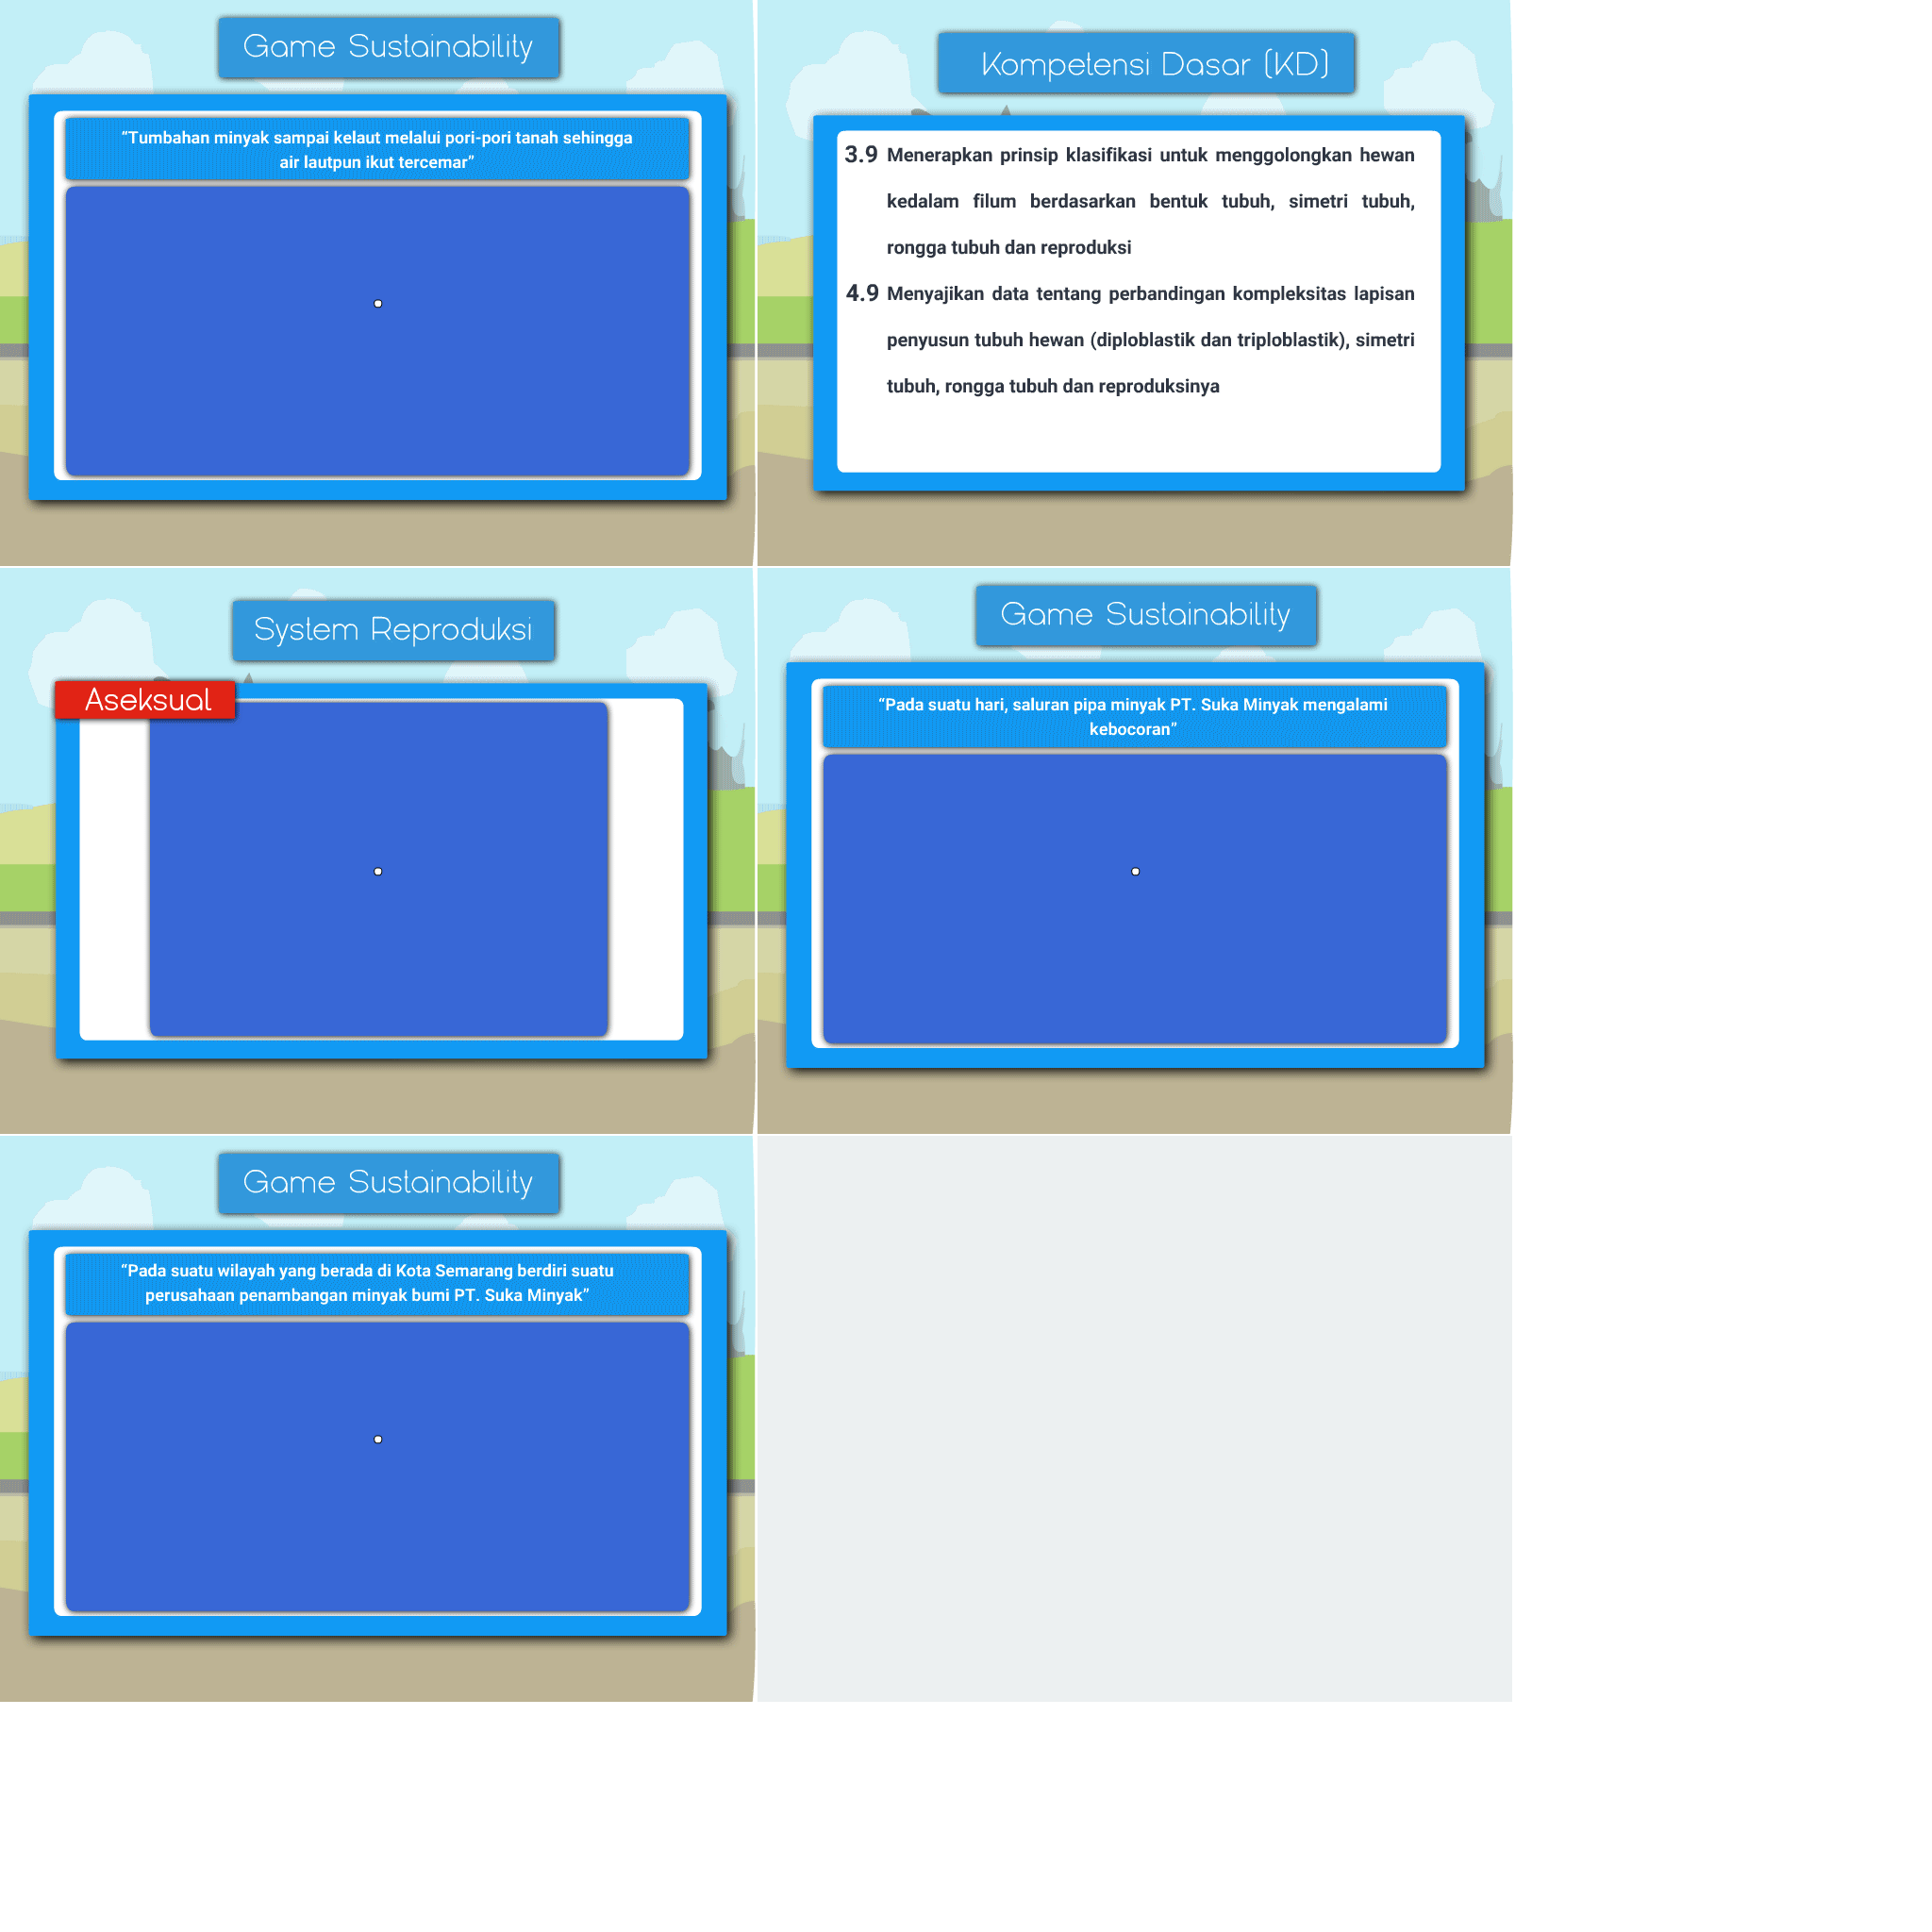 Game Sustainability
“Tumbahan minyak sampai kelaut melalui pori-pori tanah sehingga
air lautpun ikut tercemar”
Kompetensi Dasar (KD)
3.9 Menerapkan prinsip klasifikasi untuk menggolongkan hewan
kedalam filum berdasarkan bentuk tubuh, simetri tubuh,
rongga tubuh dan reproduksi
4.9 Menyajikan data tentang perbandingan kompleksitas lapisan
penyusun tubuh hewan (diploblastik dan triploblastik), simetri
tubuh, rongga tubuh dan reproduksinya
System Reproduksi
Aseksual
Game Sustainability
“Pada suatu hari, saluran pipa minyak PT. Suka Minyak mengalami
kebocoran”
Game Sustainability
“Pada suatu wilayah yang berada di Kota Semarang berdiri suatu
perusahaan penambangan minyak bumi PT. Suka Minyak”